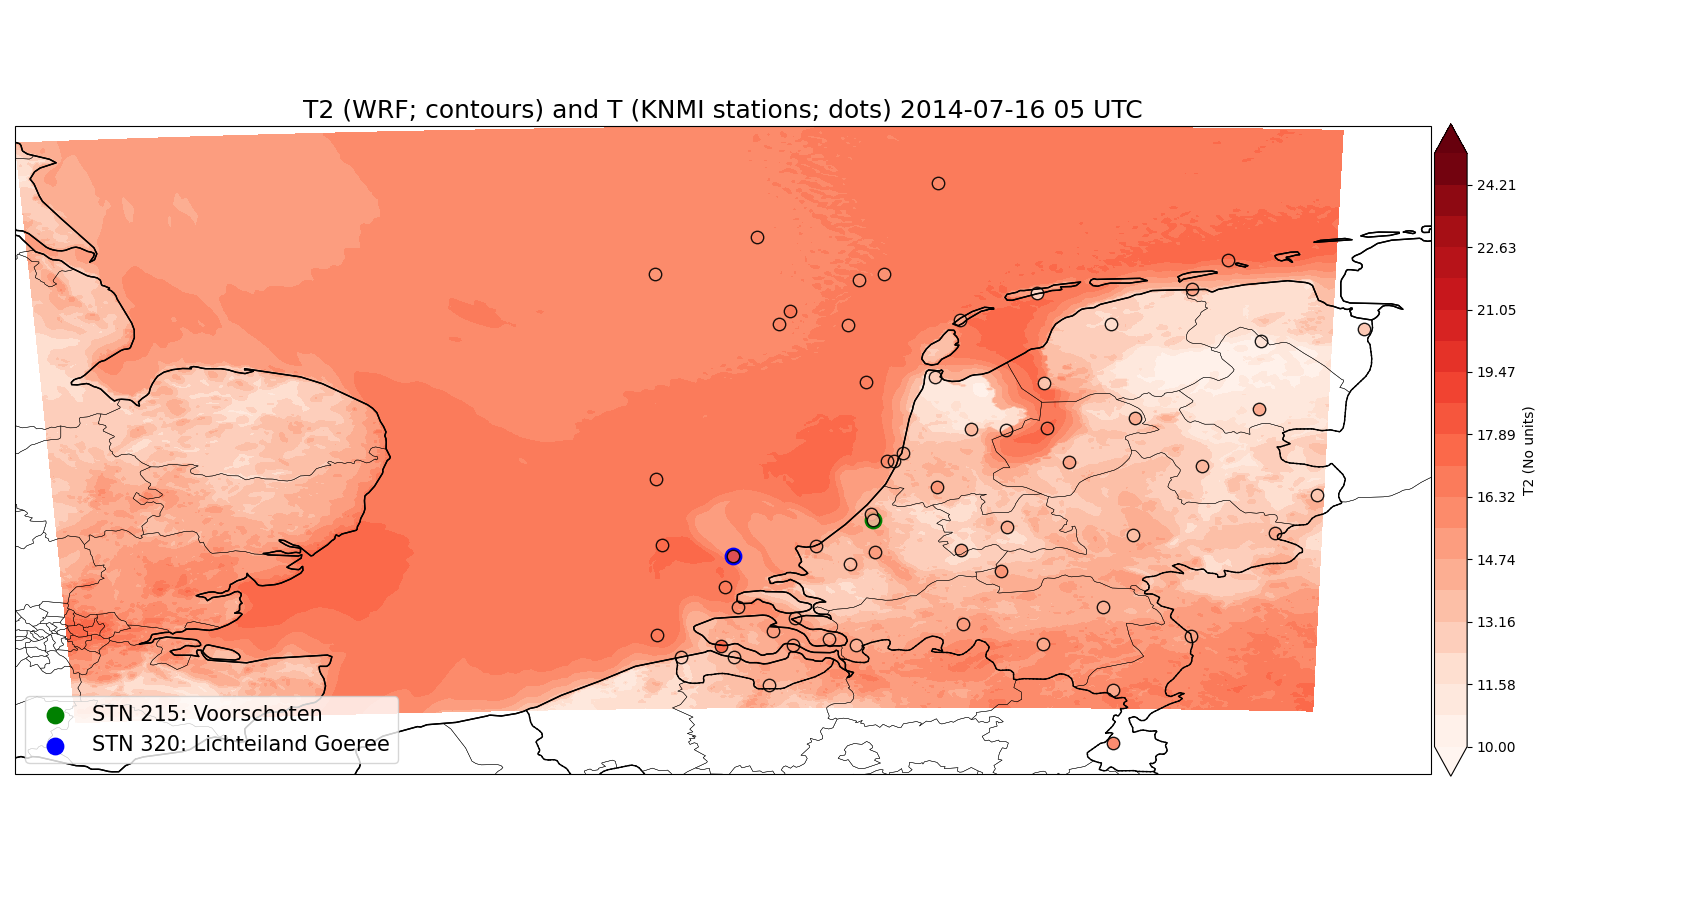 T2 (WRF; contours) and T (KNMI stations; dots) 2014-07-16 05 UTC
24.21
22.63
21.05
19.47
17.89
16.32
14.74
13.16
11.58
10.00
T2 (No units)
STN 215: Voorschoten
STN 320: Lichteiland Goeree